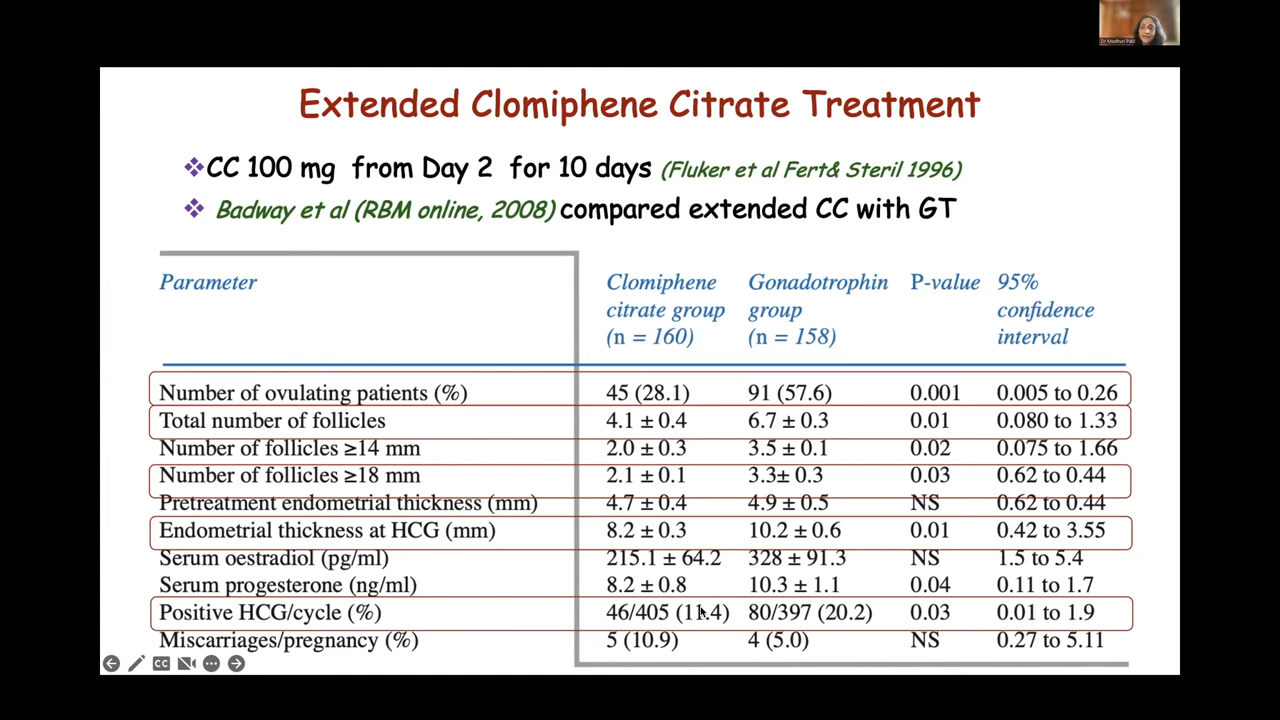 Dr Madhuri Patil
Extended Clomiphene Citrate Treatment
❖CC 100 mg from Day 2 for 10 days (Fluker et al Fert& Steril 1996)
❖ Badway et al (RBM online, 2008) compared extended CC with GT
Parameter Clomiphene citrate group (n = 160) Gonadotrophin group (n = 158) P-value 95% confidence interval
Number of ovulating patients (%) 45 (28.1) 91 (57.6) 0.001 0.005 to 0.26
Total number of follicles 4.1 ± 0.4 6.7 ± 0.3 0.01 0.080 to 1.33
Number of follicles ≥14 mm 2.0 ± 0.3 3.5 ± 0.1 0.02 0.075 to 1.66
Number of follicles ≥18 mm 2.1 ± 0.1 3.3± 0.3 0.03 0.62 to 0.44
Pretreatment endometrial thickness (mm) 4.7 ± 0.4 4.9 ± 0.5 NS 0.62 to 0.44
Endometrial thickness at HCG (mm) 8.2 ± 0.3 10.2 ± 0.6 0.01 0.42 to 3.55
Serum oestradiol (pg/ml) 215.1 ± 64.2 328 ± 91.3 NS 1.5 to 5.4
Serum progesterone (ng/ml) 8.2 ± 0.8 10.3 ± 1.1 0.04 0.11 to 1.7
Positive HCG/cycle (%) 46/405 (11.4) 80/397 (20.2) 0.03 0.01 to 1.9
Miscarriages/pregnancy (%) 5 (10.9) 4 (5.0) NS 0.27 to 5.11
CC